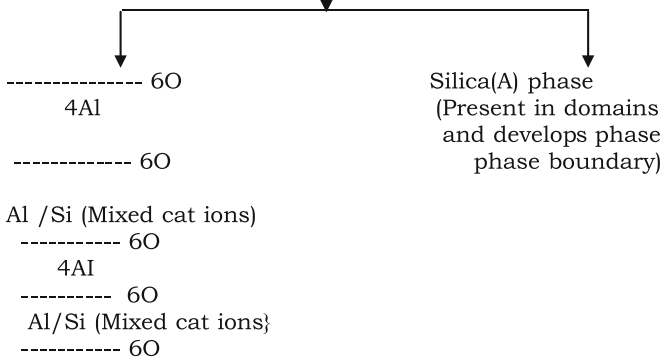 --------------- 6O
4Al
------------- 6O
Al /Si (Mixed cat ions)
----------- 6O
4AI
---------- 6O
Al/Si (Mixed cat ions}
----------- 6O
Silica(A) phase
(Present in domains
and develops phase
phase boundary)